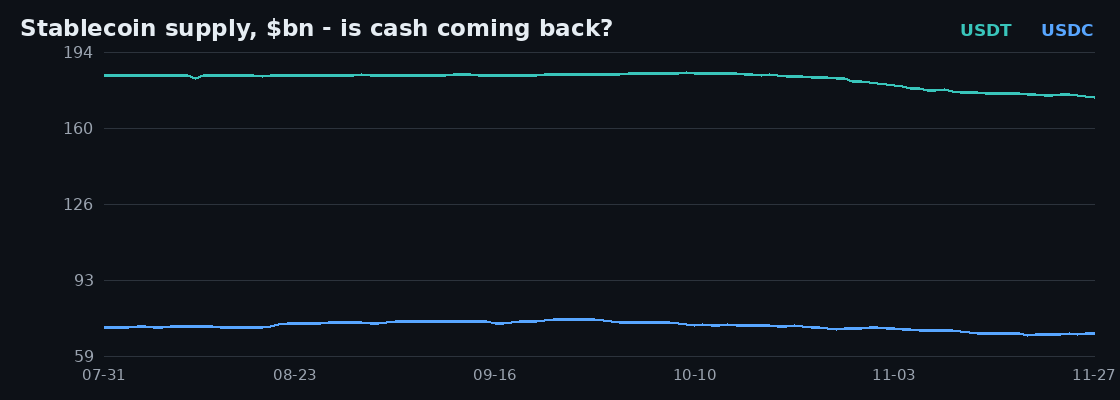 Stablecoin supply, $bn - is cash coming back?
USDT USDC
194
160
126
93
59
07-31 08-23 09-16 10-10 11-03 11-27